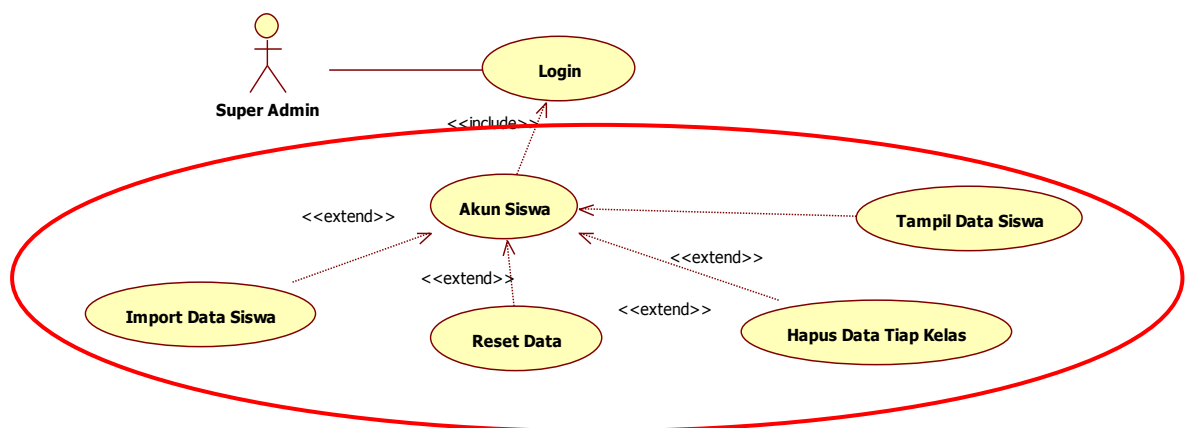 Login
Super Admin
<<include>>
Akun Siswa
<<extend>>
Tampil Data Siswa
<<extend>>
<<extend>>
Import Data Siswa
<<extend>>
Reset Data
Hapus Data Tiap Kelas